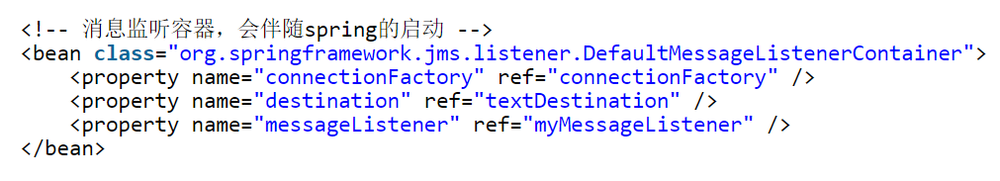 <!-- 消息监听容器，会伴随spring的启动 -->
<bean class="org.springframework.jms.listener.DefaultMessageListenerContainer">
    <property name="connectionFactory" ref="connectionFactory" />
    <property name="destination" ref="textDestination" />
    <property name="messageListener" ref="myMessageListener" />
</bean>